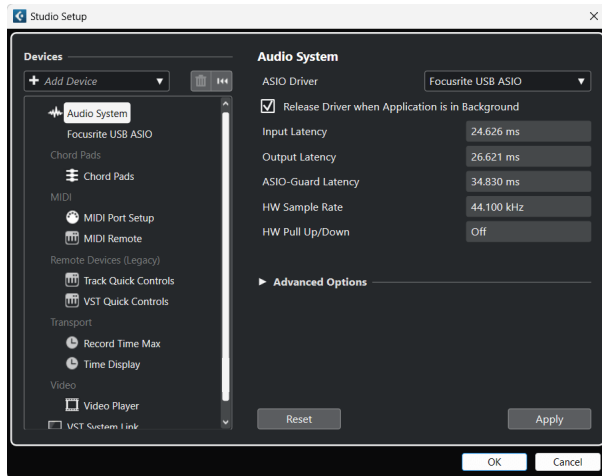 Studio Setup
Devices
Add Device
Audio System
Focusrite USB ASIO
Chord Pads
Chord Pads
MIDI
MIDI Port Setup
MIDI Remote
Remote Devices (Legacy)
Track Quick Controls
VST Quick Controls
Transport
Record Time Max
Time Display
Video
Video Player
VST System Link
Audio System
ASIO Driver Focusrite USB ASIO
Release Driver when Application is in Background
Input Latency 24.626 ms
Output Latency 26.621 ms
ASIO-Guard Latency 34.830 ms
HW Sample Rate 44.100 kHz
HW Pull Up/Down Off
Advanced Options
Reset Apply
OK Cancel